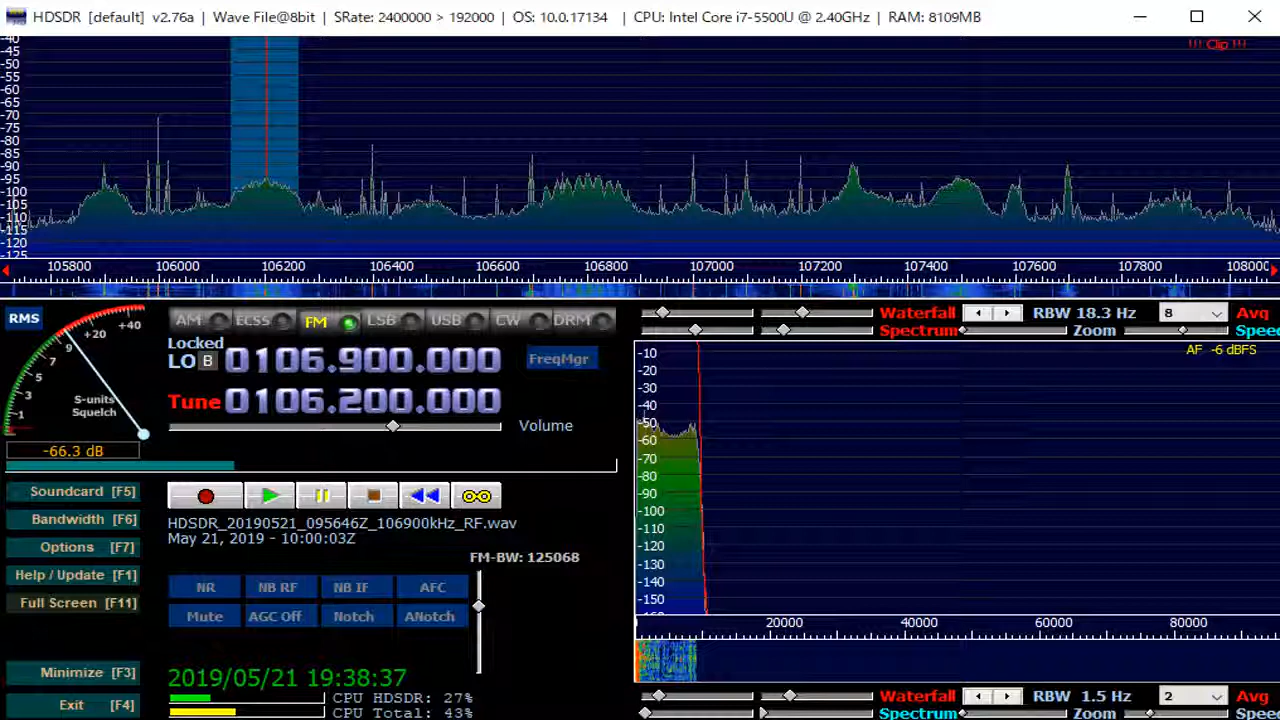 HDSDR [default] v2.76a | Wave File@8bit | SRate: 2400000 > 192000 | OS: 10.0.17134 | CPU: Intel Core i7-5500U @ 2.40GHz | RAM: 8109MB
!!! Clip !!!
-40
-45
-50
-55
-60
-65
-70
-75
-80
-85
-90
-95
-100
-105
-110
-115
-120
-125
105800 106000 106200 106400 106600 106800 107000 107200 107400 107600 107800 108000
RMS
1 3 5 7 9 +20 +40
S-units
Squelch
-66.3 dB
AM ECSS FM LSB USB CW DRM
Locked
LO B 0106.900.000 FreqMgr
Tune 0106.200.000
Volume
Waterfall RBW 18.3 Hz 8 Avg
Spectrum Zoom Speed
AF -6 dBFS
-10
-20
-30
-40
-50
-60
-70
-80
-90
-100
-110
-120
-130
-140
-150
20000 40000 60000 80000
Soundcard [F5]
Bandwidth [F6]
Options [F7]
Help / Update [F1]
Full Screen [F11]
Minimize [F3]
Exit [F4]
HDSDR_20190521_095646Z_106900kHz_RF.wav
May 21, 2019 - 10:00:03Z
FM-BW: 125068
NR NB RF NB IF AFC
Mute AGC Off Notch ANotch
2019/05/21 19:38:37
CPU HDSDR: 27%
CPU Total: 43%
Waterfall RBW 1.5 Hz 2 Avg
Spectrum Zoom Speed